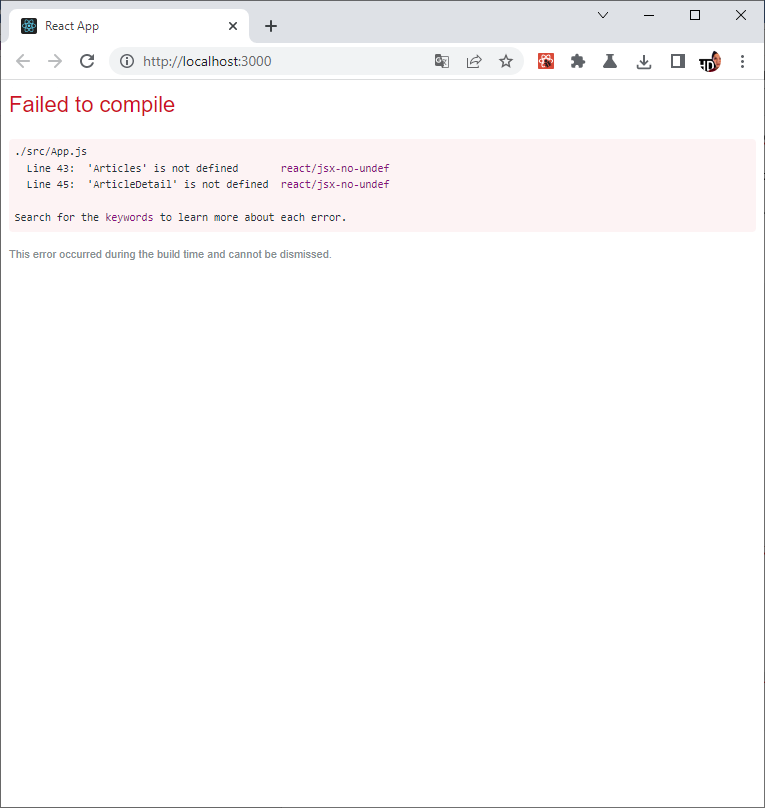 React App
http://localhost:3000
HD
Failed to compile
./src/App.js
Line 43: 'Articles' is not defined react/jsx-no-undef
Line 45: 'ArticleDetail' is not defined react/jsx-no-undef
Search for the keywords to learn more about each error.
This error occurred during the build time and cannot be dismissed.